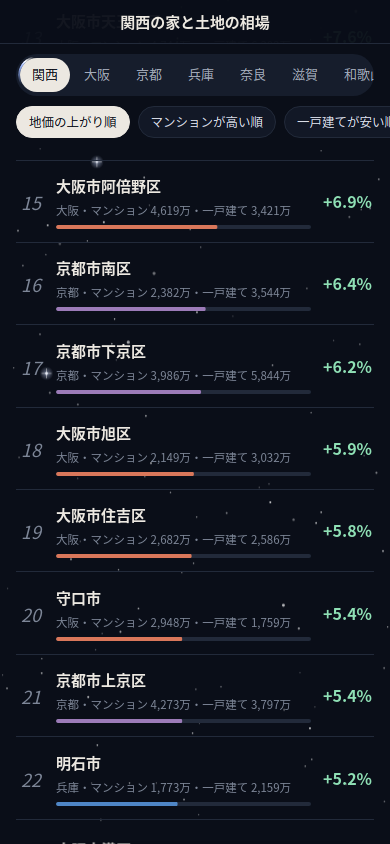 関西の家と土地の相場
+7.6%
関西 大阪 京都 兵庫 奈良 滋賀 和歌
地価の上がり順 マンションが高い順 一戸建てが安い
15 大阪市阿倍野区 +6.9%
大阪・マンション 4,619万・一戸建て 3,421万
16 京都市南区 +6.4%
京都・マンション 2,382万・一戸建て 3,544万
17 京都市下京区 +6.2%
京都・マンション 3,986万・一戸建て 5,844万
18 大阪市旭区 +5.9%
大阪・マンション 2,149万・一戸建て 3,032万
19 大阪市住吉区 +5.8%
大阪・マンション 2,682万・一戸建て 2,586万
20 守口市 +5.4%
大阪・マンション 2,948万・一戸建て 1,759万
21 京都市上京区 +5.4%
京都・マンション 4,273万・一戸建て 3,797万
22 明石市 +5.2%
兵庫・マンション 1,773万・一戸建て 2,159万